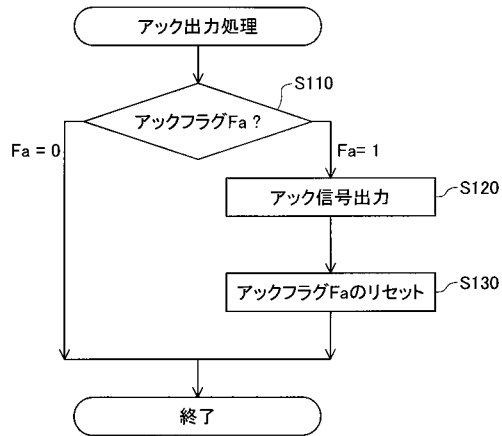 アック出力処理
S110
アックフラグFa？
Fa = 0
Fa= 1
アック信号出力
S120
アックフラグFaのリセット
S130
終了